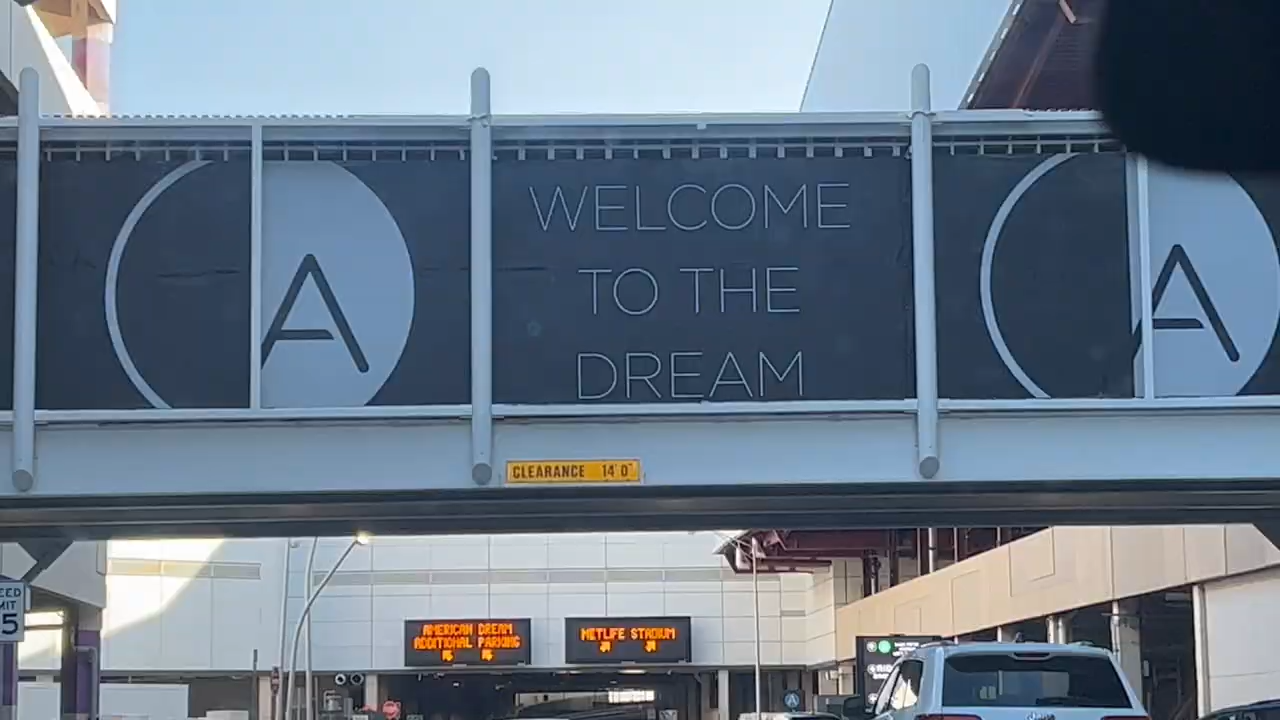 A
WELCOME
TO THE
DREAM
A
CLEARANCE 14'0"
AMERICAN DREAM
ADDITIONAL PARKING
METLIFE STADIUM
5